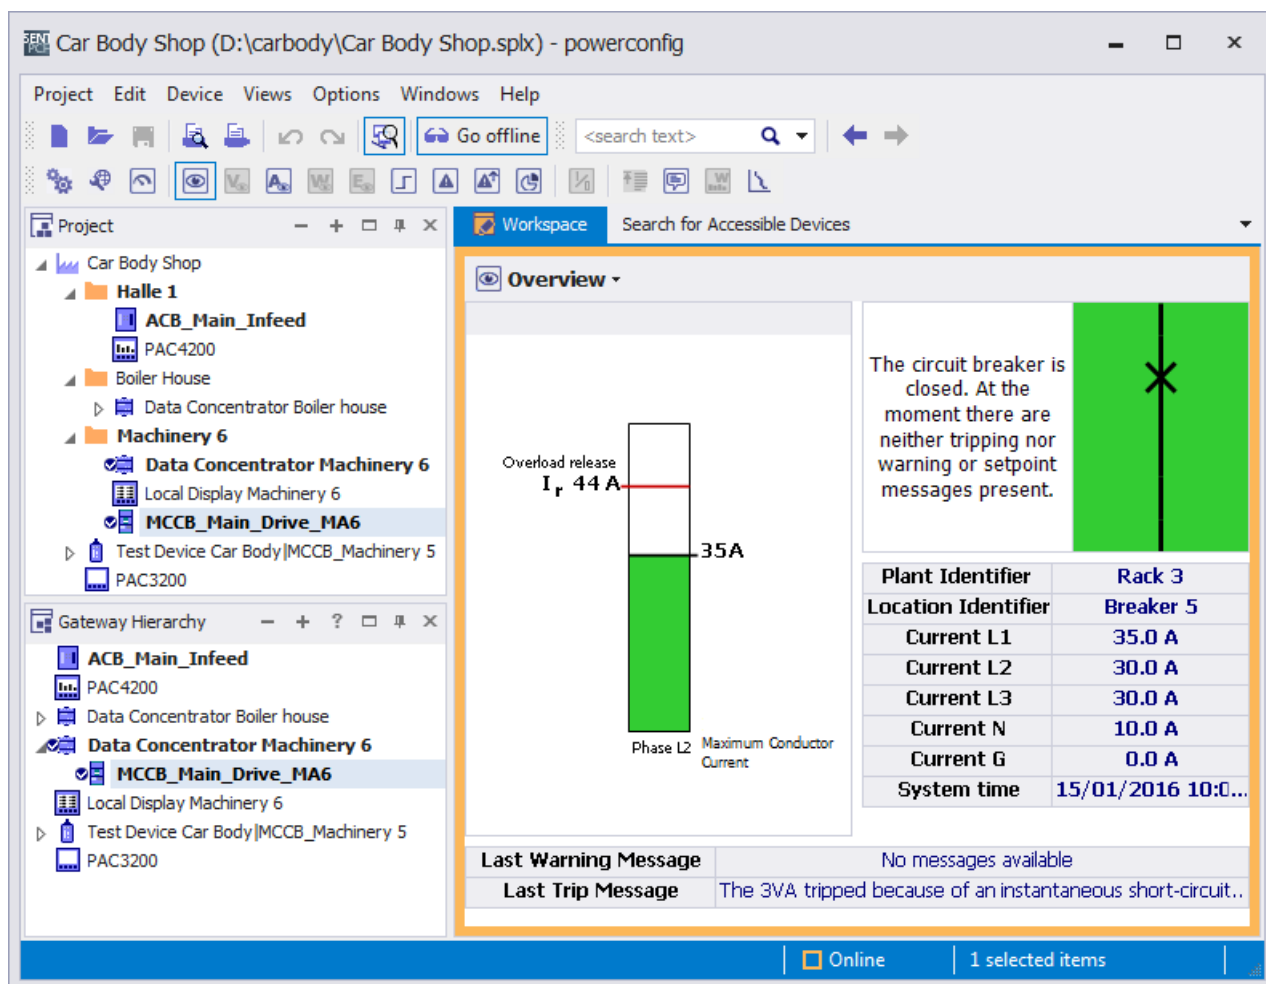 SENT
PCF
Car Body Shop (D:\carbody\Car Body Shop.splx) - powerconfig
Project Edit Device Views Options Windows Help
Go offline <search text>
Project
Workspace Search for Accessible Devices
Car Body Shop
Halle 1
ACB_Main_Infeed
PAC4200
Boiler House
Data Concentrator Boiler house
Machinery 6
Data Concentrator Machinery 6
Local Display Machinery 6
MCCB_Main_Drive_MA6
Test Device Car Body|MCCB_Machinery 5
PAC3200
Gateway Hierarchy
ACB_Main_Infeed
PAC4200
Data Concentrator Boiler house
Data Concentrator Machinery 6
MCCB_Main_Drive_MA6
Local Display Machinery 6
Test Device Car Body|MCCB_Machinery 5
PAC3200
Overview
Overload release
Ir 44 A
35A
Phase L2
Maximum Conductor
Current
The circuit breaker is
closed. At the
moment there are
neither tripping nor
warning or setpoint
messages present.
Plant Identifier Rack 3
Location Identifier Breaker 5
Current L1 35.0 A
Current L2 30.0 A
Current L3 30.0 A
Current N 10.0 A
Current G 0.0 A
System time 15/01/2016 10:0...
Last Warning Message No messages available
Last Trip Message The 3VA tripped because of an instantaneous short-circuit..
Online 1 selected items